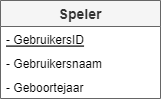 Speler
- GebruikersID
- Gebruikersnaam
- Geboortejaar